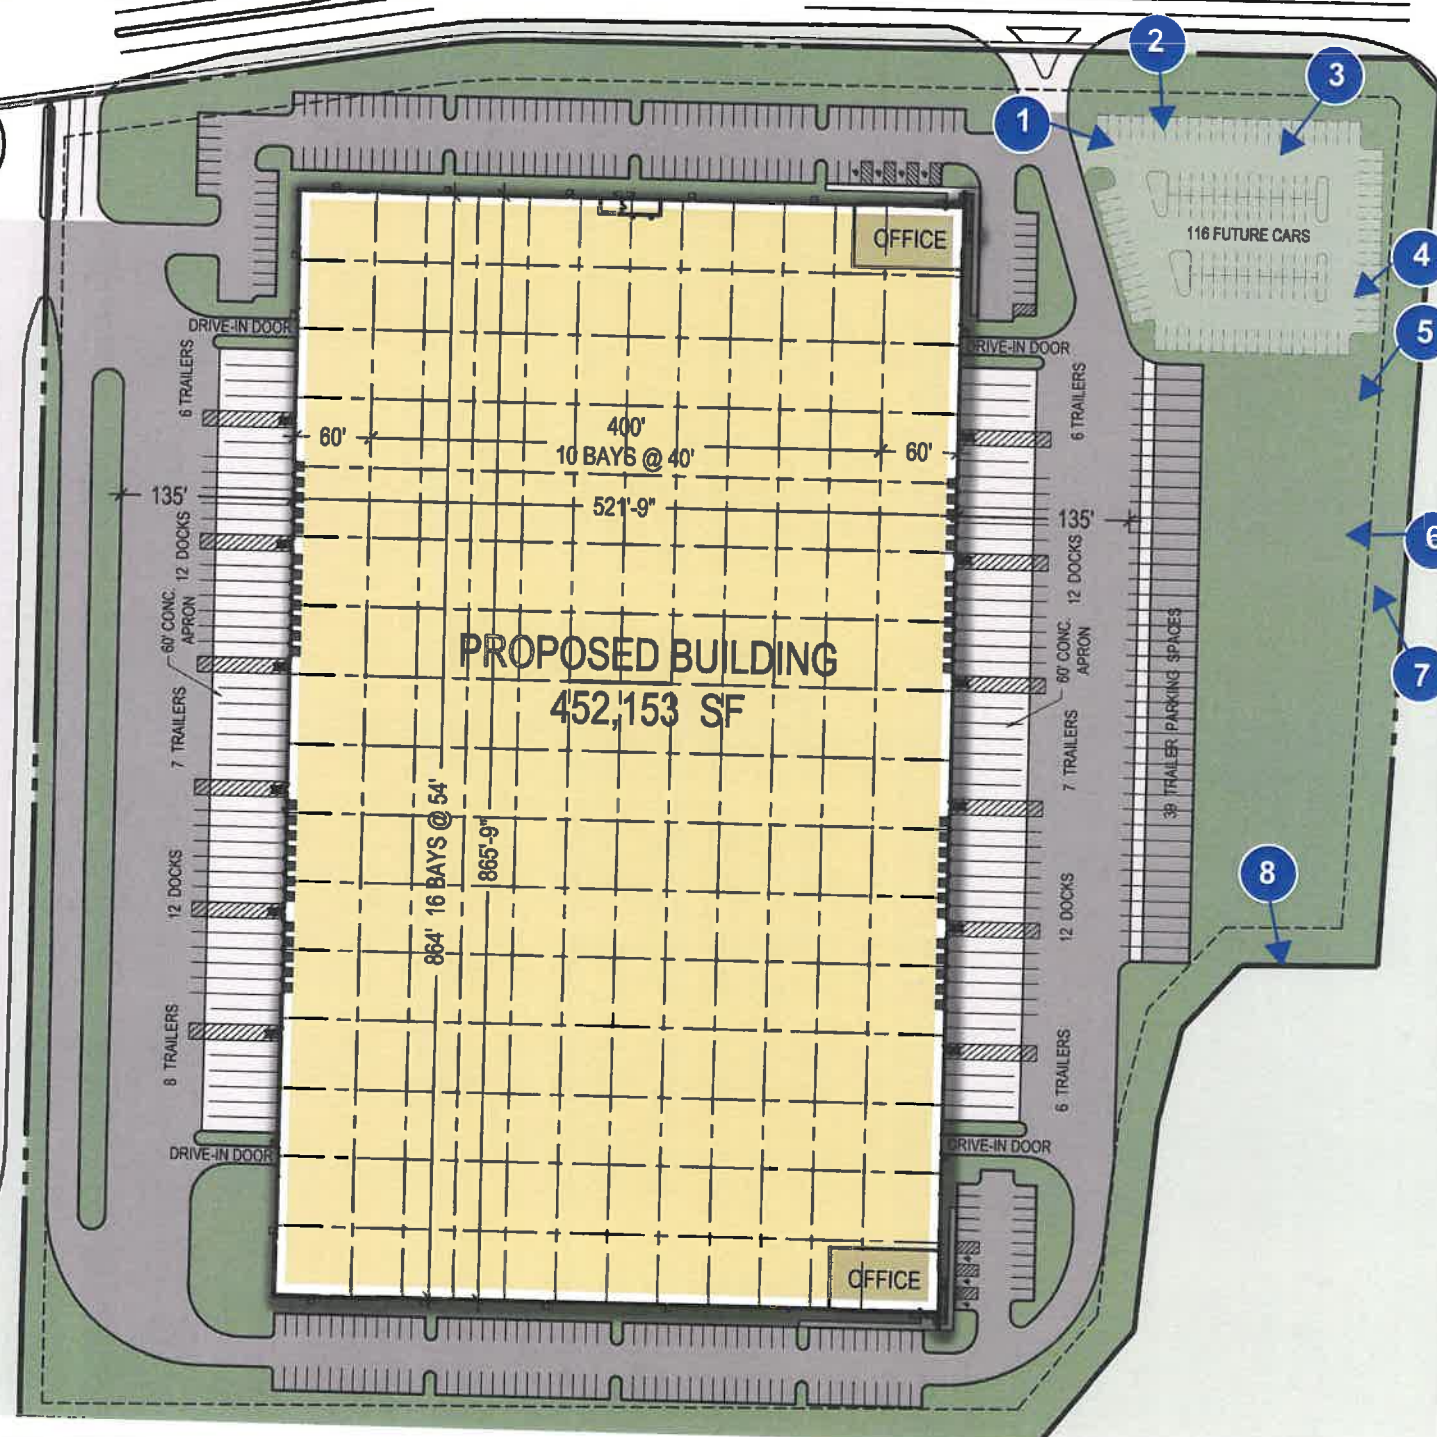 2
3
1
116 FUTURE CARS
OFFICE
4
DRIVE-IN DOOR
DRIVE-IN DOOR
5
6 TRAILERS
6 TRAILERS
60'
400'
10 BAYS @ 40'
60'
135'
521'-9"
135'
6
12 DOCKS
12 DOCKS
60' CONC.
APRON
60' CONC.
APRON
PROPOSED BUILDING
452,153 SF
7
7 TRAILERS
7 TRAILERS
39 TRAILER PARKING SPACES
864' 16 BAYS @ 54'
865'-9"
8
12 DOCKS
12 DOCKS
8 TRAILERS
6 TRAILERS
DRIVE-IN DOOR
DRIVE-IN DOOR
OFFICE